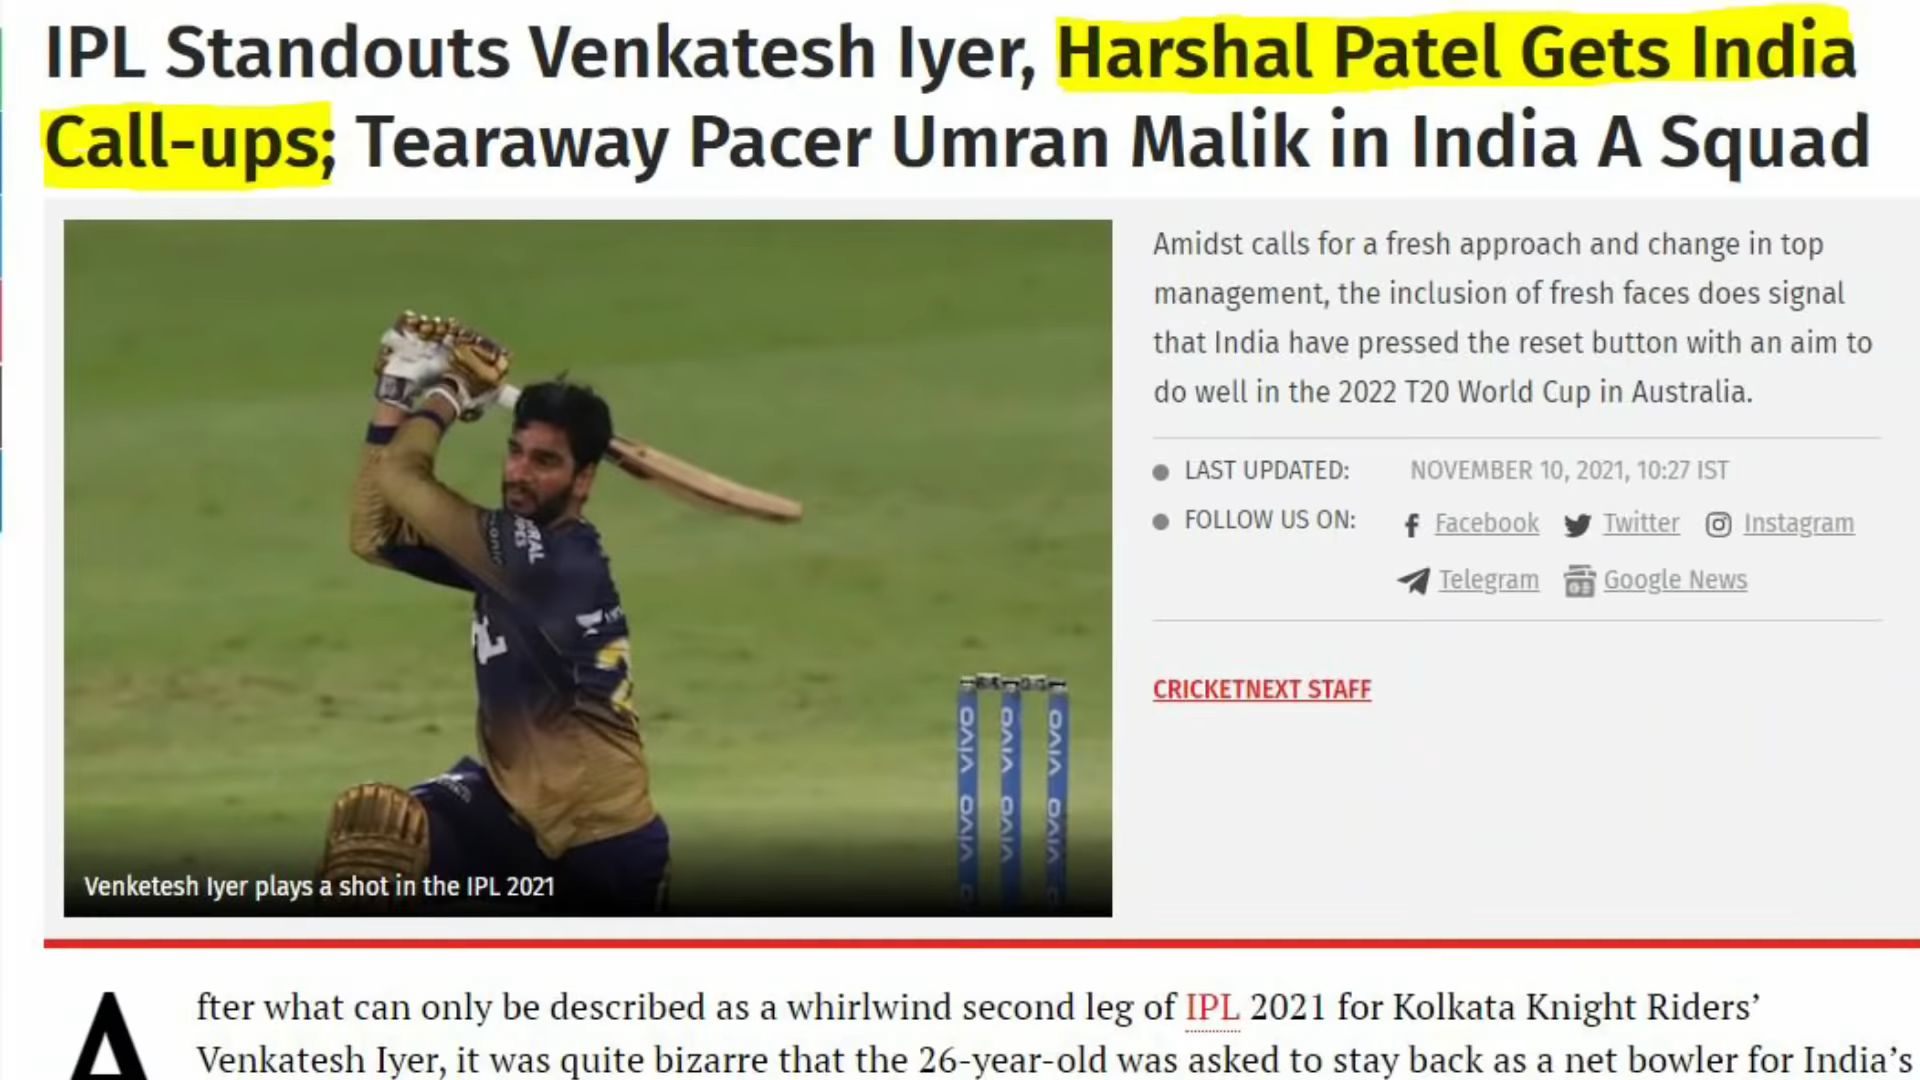 IPL Standouts Venkatesh Iyer, Harshal Patel Gets India
Call-ups; Tearaway Pacer Umran Malik in India A Squad
Amidst calls for a fresh approach and change in top
management, the inclusion of fresh faces does signal
that India have pressed the reset button with an aim to
do well in the 2022 T20 World Cup in Australia.
LAST UPDATED: NOVEMBER 10, 2021, 10:27 IST
FOLLOW US ON: Facebook Twitter Instagram
Telegram Google News
CRICKETNEXT STAFF
VIVO VIVO VIVO
VIVO VIVO VIVO
Venketesh Iyer plays a shot in the IPL 2021
After what can only be described as a whirlwind second leg of IPL 2021 for Kolkata Knight Riders’
Venkatesh Iyer, it was quite bizarre that the 26-year-old was asked to stay back as a net bowler for India’s